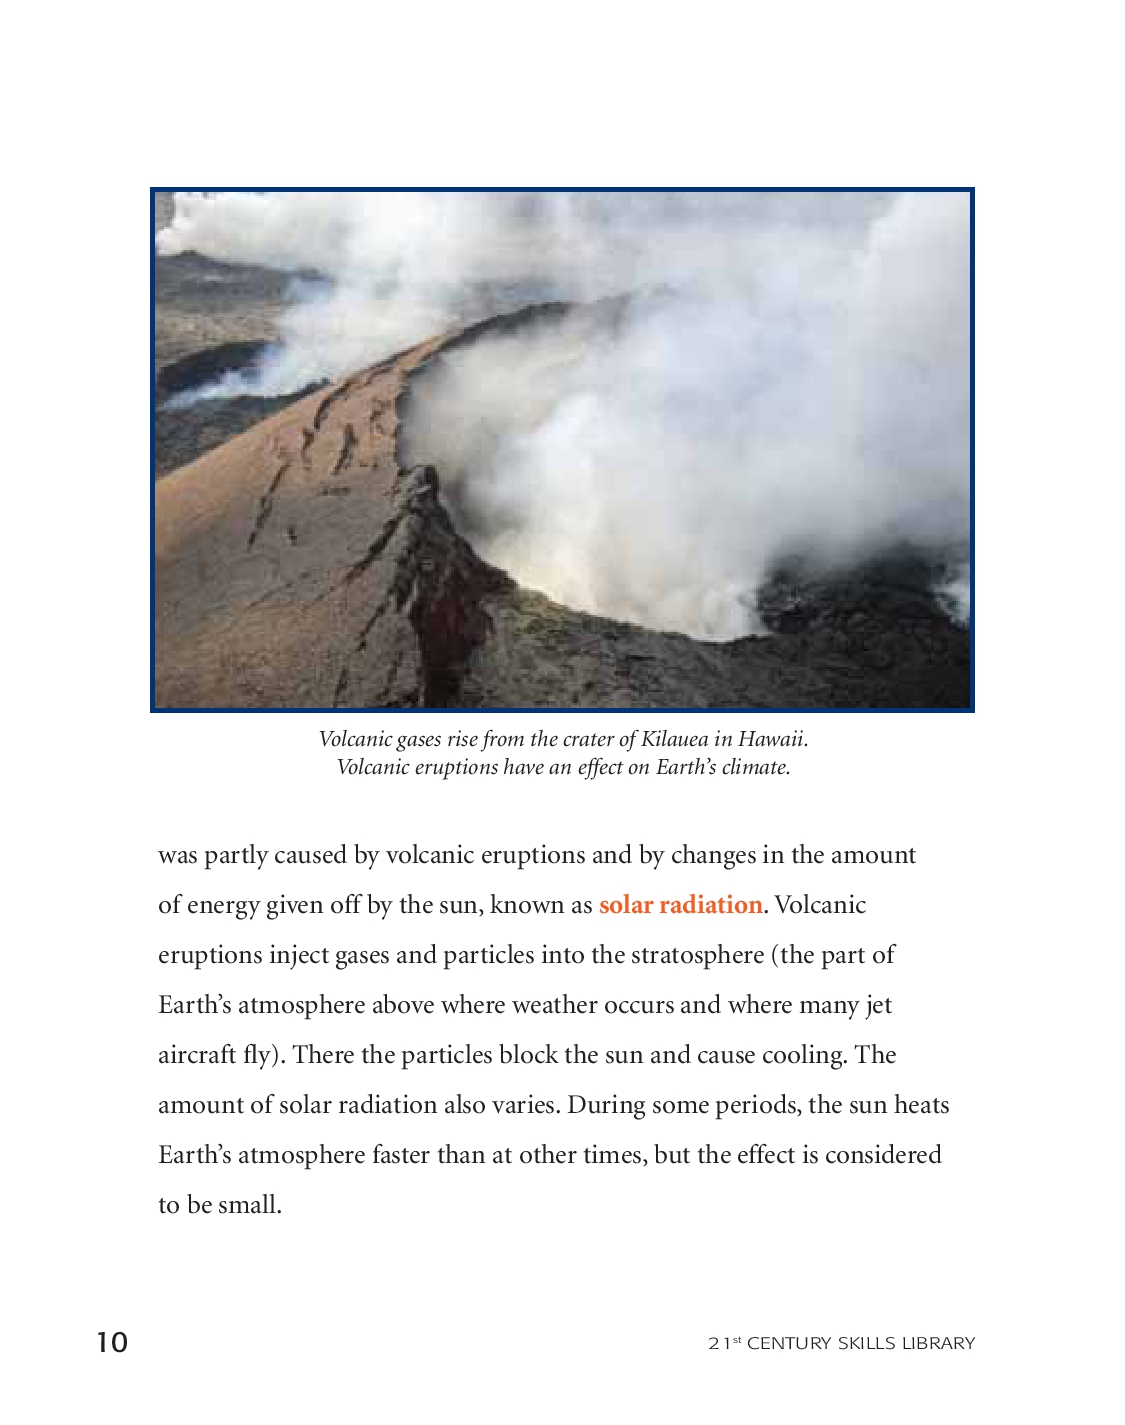 Volcanic gases rise from the crater of Kilauea in Hawaii.
Volcanic eruptions have an effect on Earth’s climate.
was partly caused by volcanic eruptions and by changes in the amount
of energy given off by the sun, known as solar radiation. Volcanic
eruptions inject gases and particles into the stratosphere (the part of
Earth’s atmosphere above where weather occurs and where many jet
aircraft fly). There the particles block the sun and cause cooling. The
amount of solar radiation also varies. During some periods, the sun heats
Earth’s atmosphere faster than at other times, but the effect is considered
to be small.
10
21st CENTURY SKILLS LIBRARY